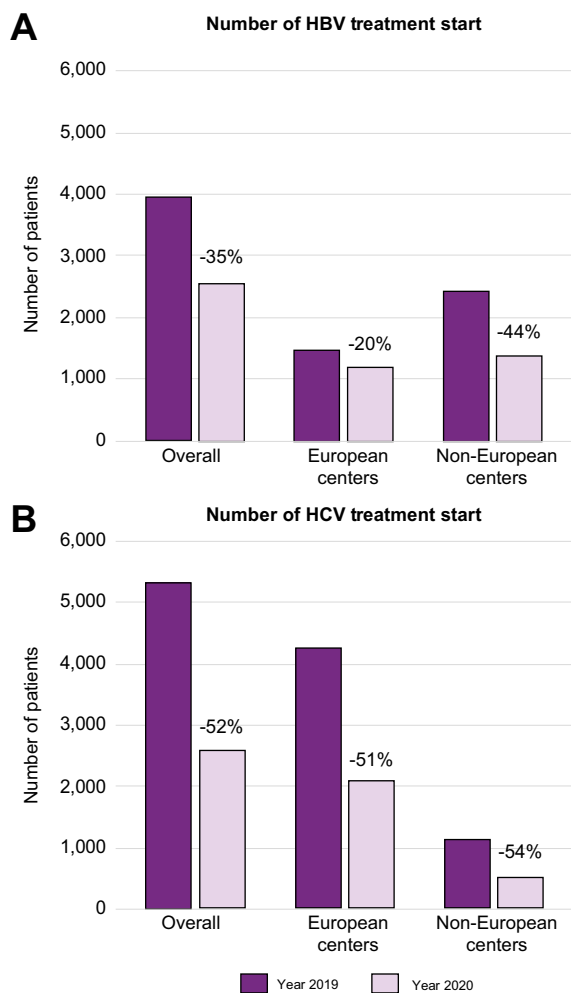 A
Number of HBV treatment start
Number of patients
6,000
5,000
4,000
3,000
2,000
1,000
0
-35%
-20%
-44%
Overall
European
centers
Non-European
centers
B
Number of HCV treatment start
Number of patients
6,000
5,000
4,000
3,000
2,000
1,000
0
-52%
-51%
-54%
Overall
European
centers
Non-European
centers
Year 2019
Year 2020